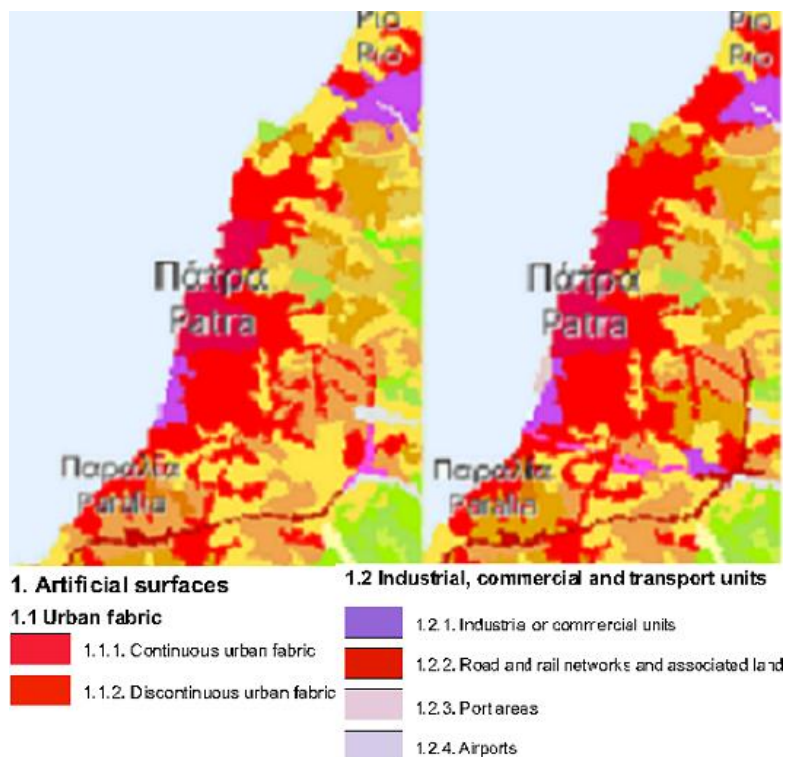 Ρίο
Rio
Ρίο
Rio
Πάτρα
Patra
Πάτρα
Patra
Παραλία
Paralia
Παραλία
Paralia
1. Artificial surfaces
1.1 Urban fabric
1.1.1. Continuous urban fabric
1.1.2. Discontinuous urban fabric
1.2 Industrial, commercial and transport units
1.2.1. Industria or commercial units
1.2.2. Road and rail networks and associated land
1.2.3. Port areas
1.2.4. Airports